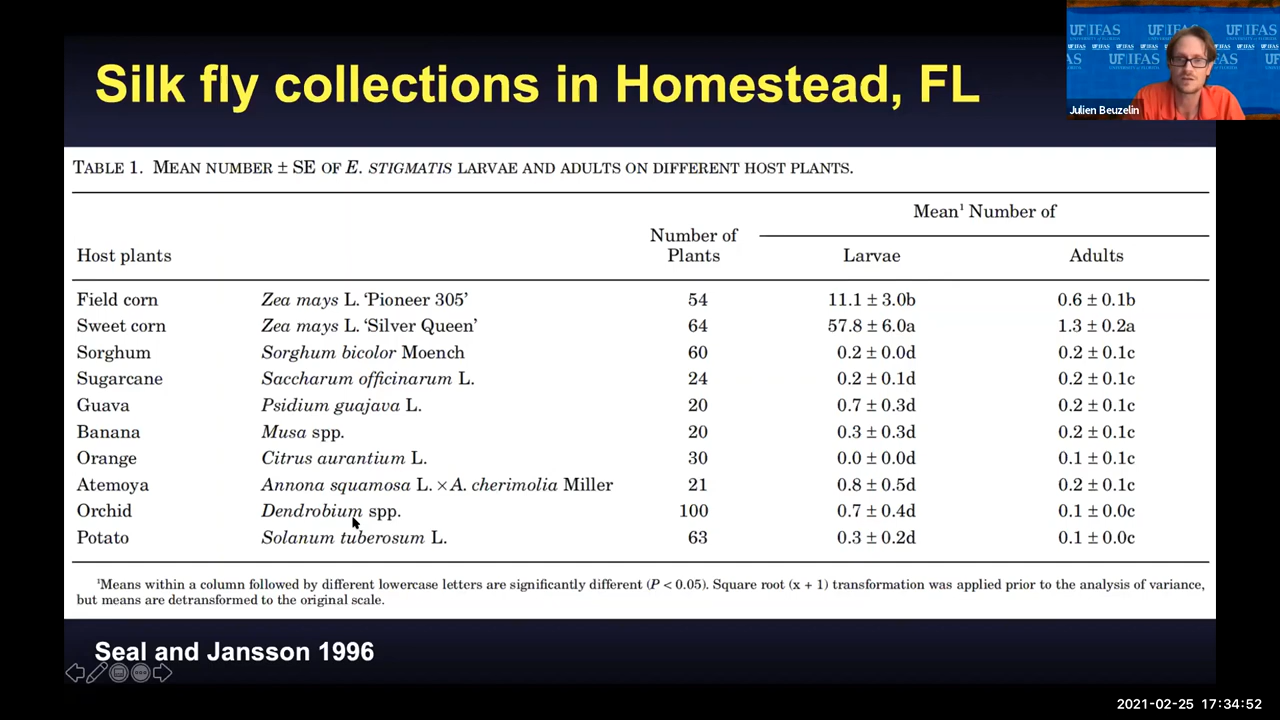 Silk fly collections in Homestead, FL
UF|IFAS UF|IFAS UF|IFAS
Julien Beuzelin
TABLE 1. MEAN NUMBER ± SE OF E. STIGMATIS LARVAE AND ADULTS ON DIFFERENT HOST PLANTS.
Mean¹ Number of
Host plants Number of Plants Larvae Adults
Field corn Zea mays L. ‘Pioneer 305’ 54 11.1 ± 3.0b 0.6 ± 0.1b
Sweet corn Zea mays L. ‘Silver Queen’ 64 57.8 ± 6.0a 1.3 ± 0.2a
Sorghum Sorghum bicolor Moench 60 0.2 ± 0.0d 0.2 ± 0.1c
Sugarcane Saccharum officinarum L. 24 0.2 ± 0.1d 0.2 ± 0.1c
Guava Psidium guajava L. 20 0.7 ± 0.3d 0.2 ± 0.1c
Banana Musa spp. 20 0.3 ± 0.3d 0.2 ± 0.1c
Orange Citrus aurantium L. 30 0.0 ± 0.0d 0.1 ± 0.1c
Atemoya Annona squamosa L. × A. cherimolia Miller 21 0.8 ± 0.5d 0.2 ± 0.1c
Orchid Dendrobium spp. 100 0.7 ± 0.4d 0.1 ± 0.0c
Potato Solanum tuberosum L. 63 0.3 ± 0.2d 0.1 ± 0.0c
¹Means within a column followed by different lowercase letters are significantly different (P < 0.05). Square root (x + 1) transformation was applied prior to the analysis of variance,
but means are detransformed to the original scale.
Seal and Jansson 1996
2021-02-25 17:34:52